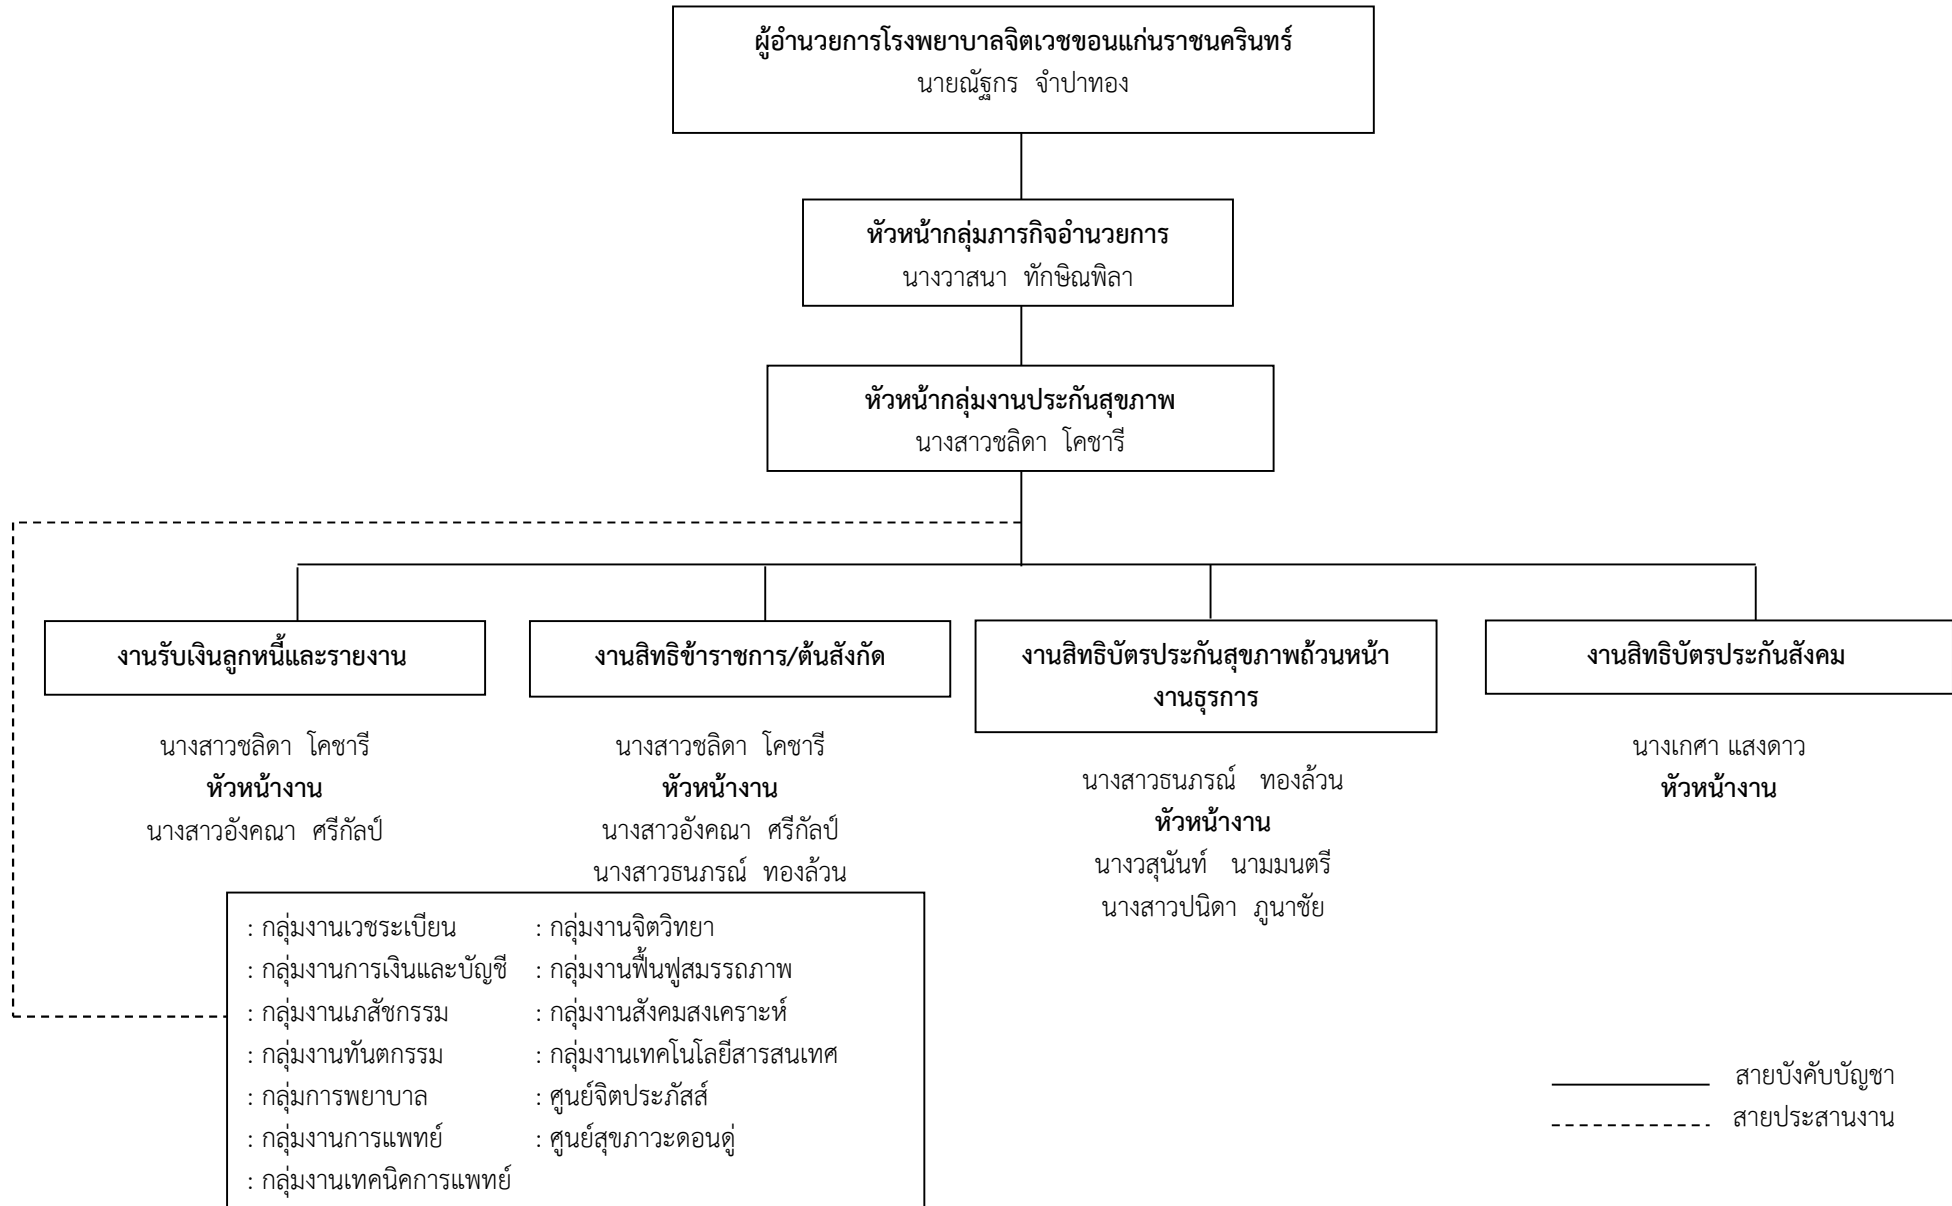 ผู้อำนวยการโรงพยาบาลจิตเวชขอนแก่นราชนครินทร์
นายณัฐกร จำปาทอง
หัวหน้ากลุ่มภารกิจอำนวยการ
นางวาสนา ทักษิณพิลา
หัวหน้ากลุ่มงานประกันสุขภาพ
นางสาวชลิดา โคชารี
งานรับเงินลูกหนี้และรายงาน
นางสาวชลิดา โคชารี
หัวหน้างาน
นางสาวอังคณา ศรีกัลป์
งานสิทธิข้าราชการ/ต้นสังกัด
นางสาวชลิดา โคชารี
หัวหน้างาน
นางสาวอังคณา ศรีกัลป์
นางสาวธนภรณ์ ทองล้วน
งานสิทธิบัตรประกันสุขภาพถ้วนหน้า
งานธุรการ
นางสาวธนภรณ์ ทองล้วน
หัวหน้างาน
นางวสุนันท์ นามมนตรี
นางสาวปนิดา ภูนาชัย
งานสิทธิบัตรประกันสังคม
นางเกศา แสงดาว
หัวหน้างาน
: กลุ่มงานเวชระเบียน
: กลุ่มงานการเงินและบัญชี
: กลุ่มงานเภสัชกรรม
: กลุ่มงานทันตกรรม
: กลุ่มการพยาบาล
: กลุ่มงานการแพทย์
: กลุ่มงานเทคนิคการแพทย์
: กลุ่มงานจิตวิทยา
: กลุ่มงานฟื้นฟูสมรรถภาพ
: กลุ่มงานสังคมสงเคราะห์
: กลุ่มงานเทคโนโลยีสารสนเทศ
: ศูนย์จิตประภัสส์
: ศูนย์สุขภาวะดอนดู่
สายบังคับบัญชา
สายประสานงาน